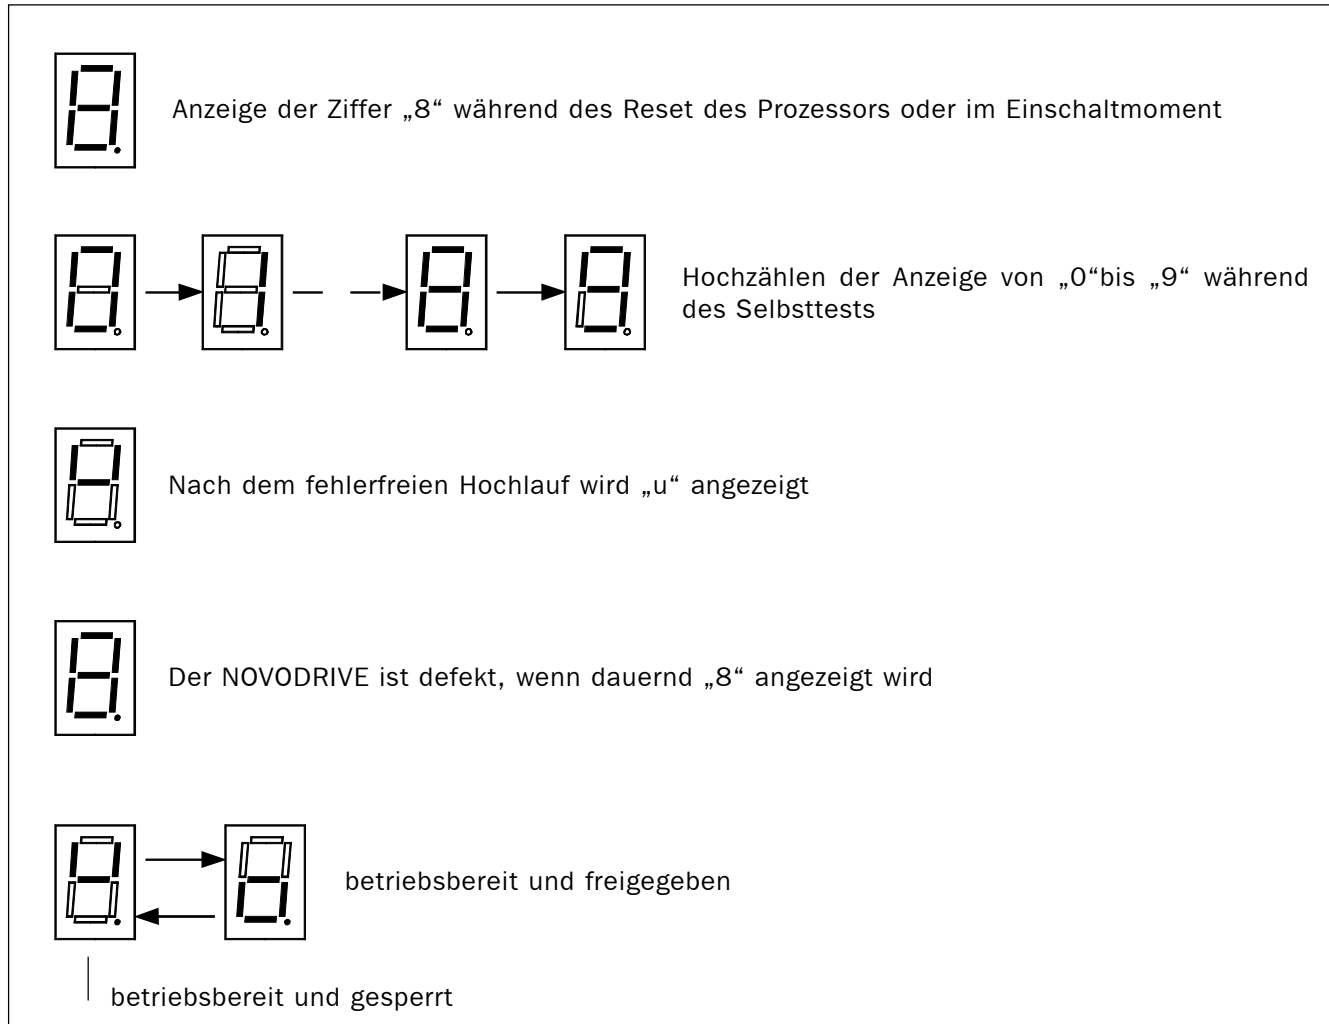 Anzeige der Ziffer „8“ während des Reset des Prozessors oder im Einschaltmoment
Hochzählen der Anzeige von „0“bis „9“ während
des Selbsttests
Nach dem fehlerfreien Hochlauf wird „u“ angezeigt
Der NOVODRIVE ist defekt, wenn dauernd „8“ angezeigt wird
betriebsbereit und freigegeben
betriebsbereit und gesperrt